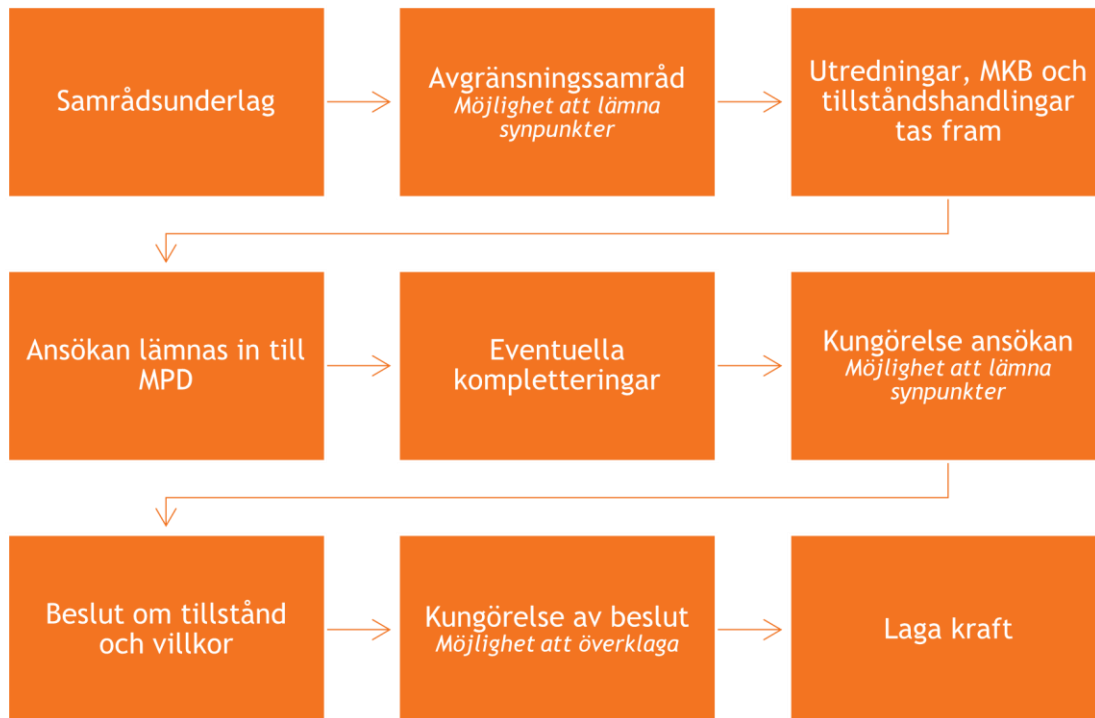 Samrådsunderlag
Avgränsningssamråd
Möjlighet att lämna
synpunkter
Utredningar, MKB och
tillståndshandlingar
tas fram
Ansökan lämnas in till
MPD
Eventuella
kompletteringar
Kungörelse ansökan
Möjlighet att lämna
synpunkter
Beslut om tillstånd
och villkor
Kungörelse av beslut
Möjlighet att överklaga
Laga kraft